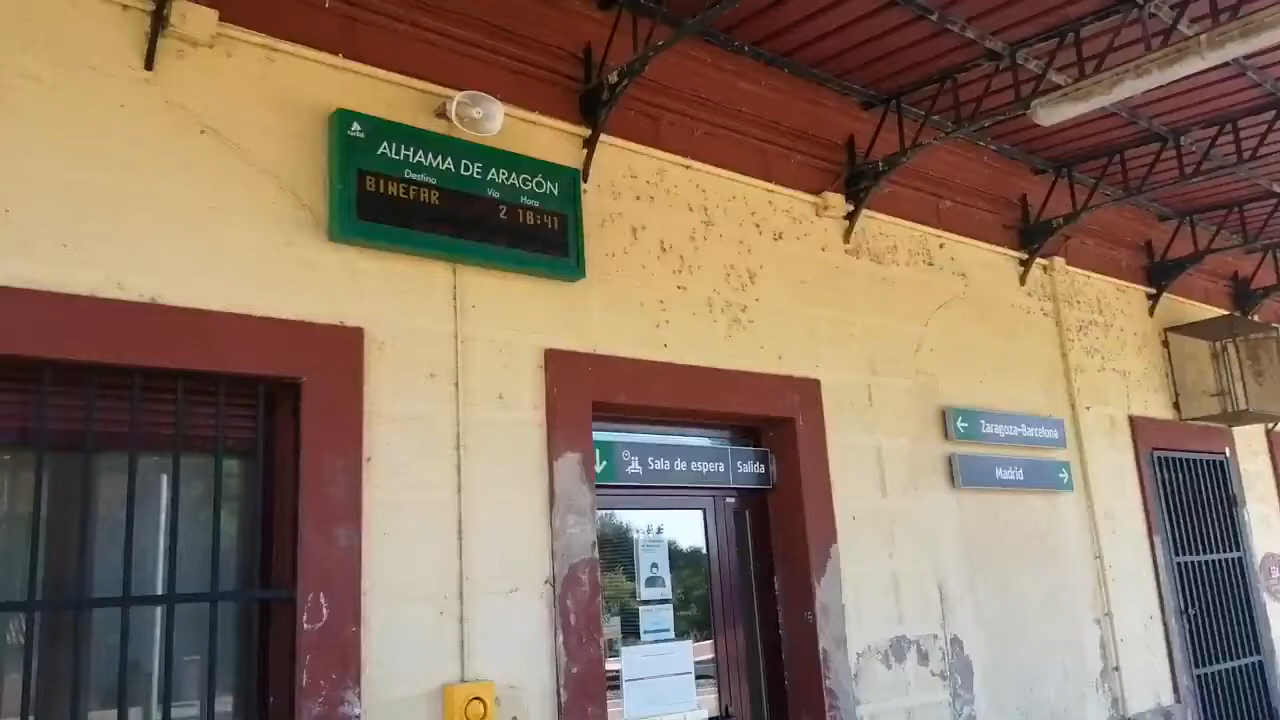 ALHAMA DE ARAGÓN
Destino Vía Hora
BINEFAR 2 18:41
Sala de espera Salida
Zaragoza-Barcelona
Madrid